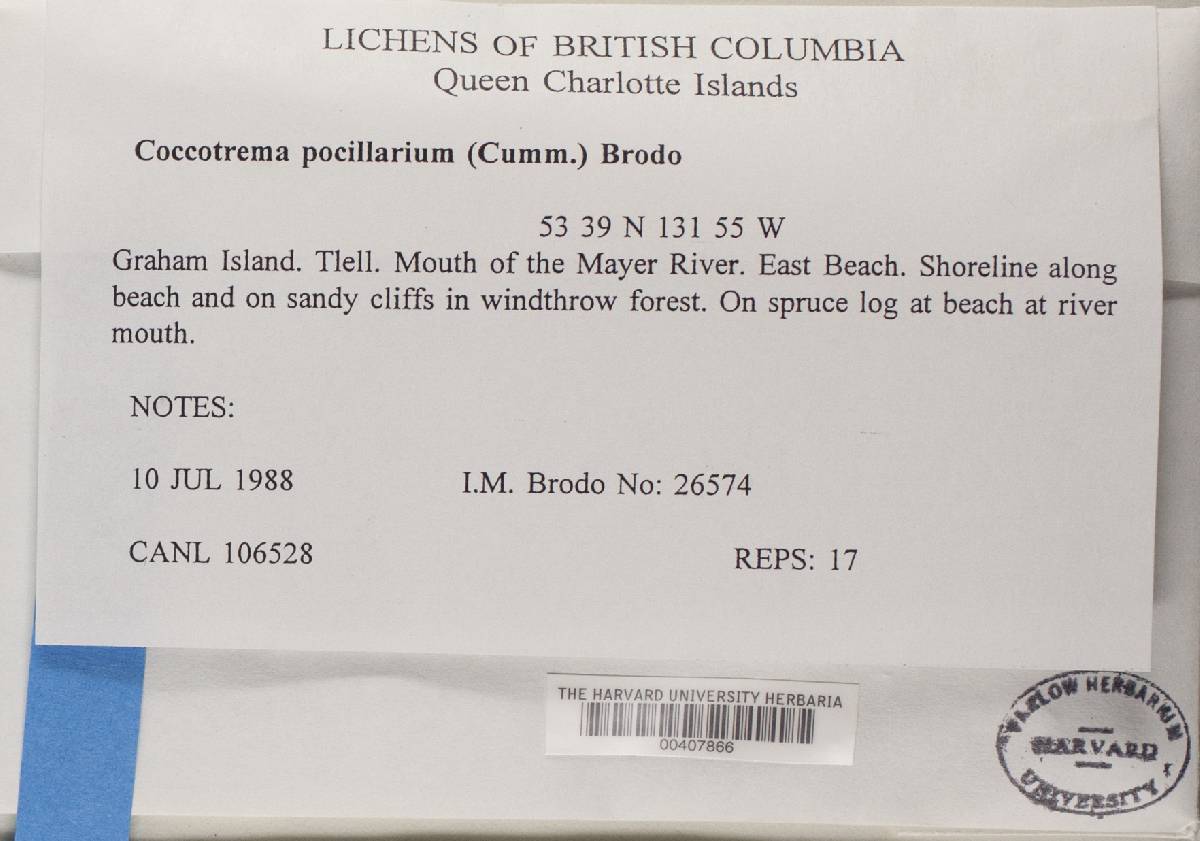 LICHENS OF BRITISH COLUMBIA
Queen Charlotte Islands
Coccotrema pocillarium (Cumm.) Brodo
53 39 N 131 55 W
Graham Island. Tlell. Mouth of the Mayer River. East Beach. Shoreline along
beach and on sandy cliffs in windthrow forest. On spruce log at beach at river
mouth.
NOTES:
10 JUL 1988 I.M. Brodo No: 26574
CANL 106528 REPS: 17
THE HARVARD UNIVERSITY HERBARIA
00407866
FARLOW HERBARIUM
HARVARD
UNIVERSITY